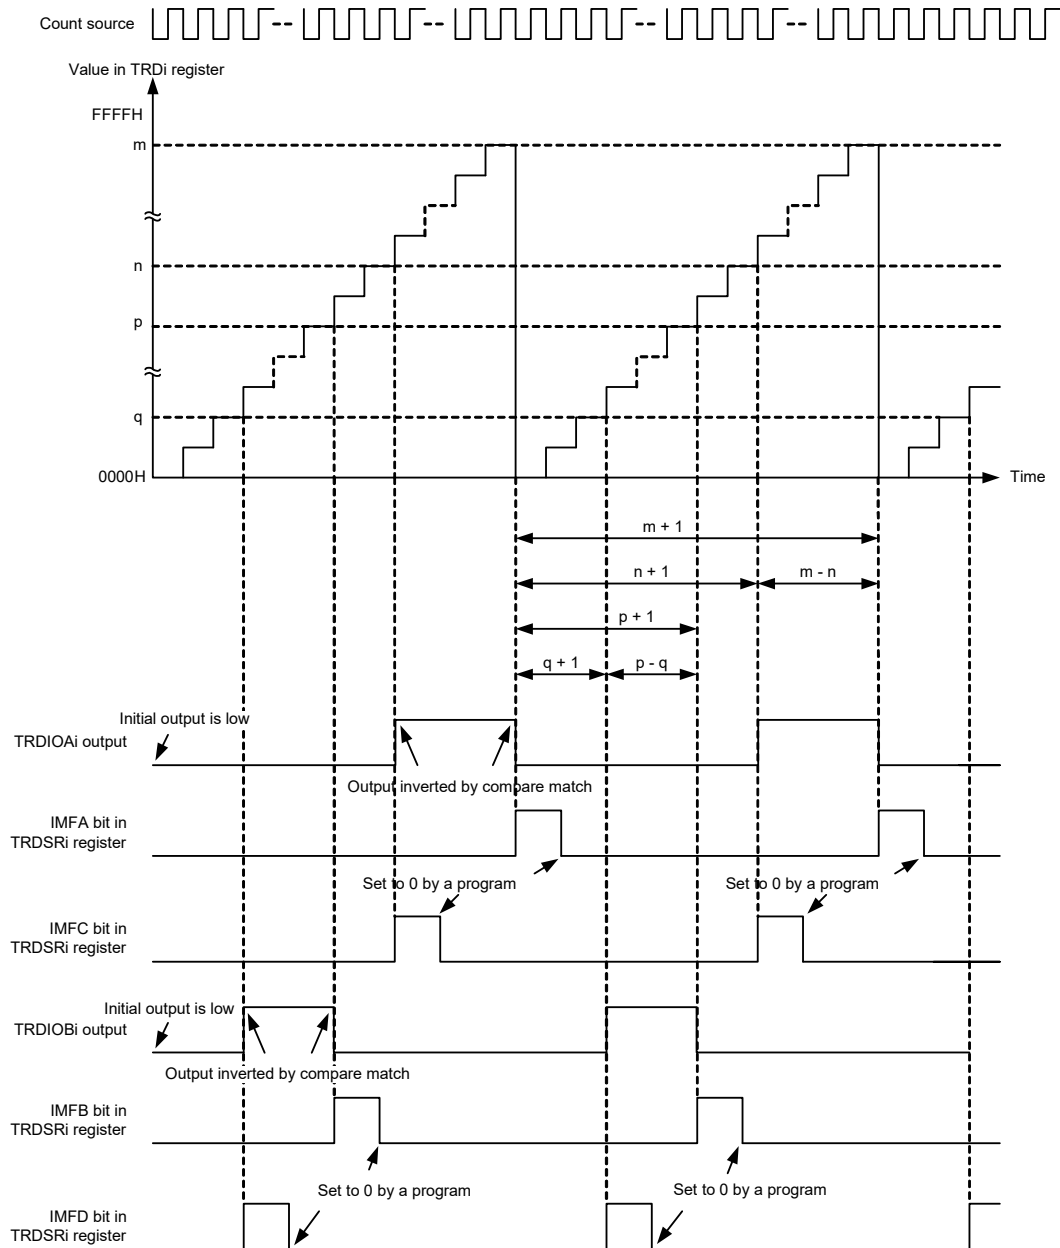 Count source
Value in TRDi register
FFFFH
m
n
p
q
0000H
Time
m + 1
n + 1
m - n
p + 1
q + 1
p - q
Initial output is low
TRDIOAi output
Output inverted by compare match
IMFA bit in
TRDSRi register
Set to 0 by a program
Set to 0 by a program
IMFC bit in
TRDSRi register
Initial output is low
TRDIOBi output
Output inverted by compare match
IMFB bit in
TRDSRi register
Set to 0 by a program
Set to 0 by a program
IMFD bit in
TRDSRi register